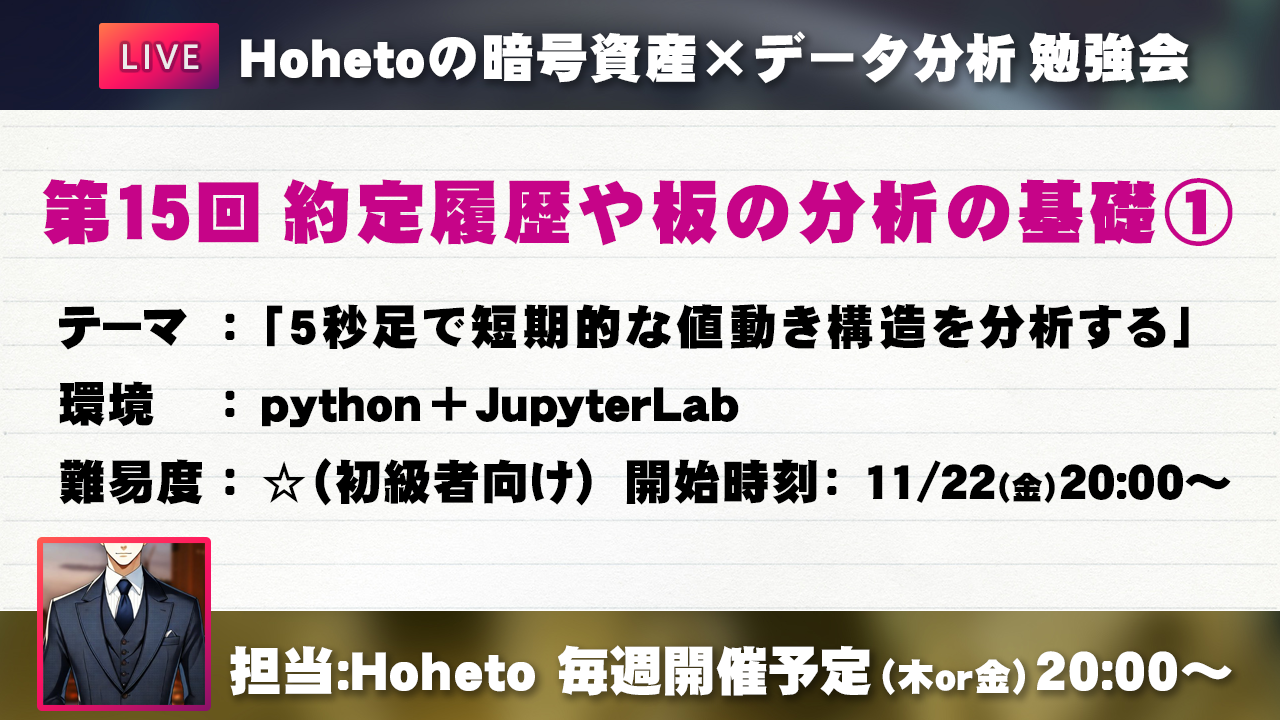 LIVE Hohetoの暗号資産×データ分析 勉強会
第15回 約定履歴や板の分析の基礎①
テーマ ：「5秒足で短期的な値動き構造を分析する」
環境 ： python＋JupyterLab
難易度 ： ☆（初級者向け） 開始時刻： 11/22(金)20:00〜
担当:Hoheto 毎週開催予定（木or金）20:00〜